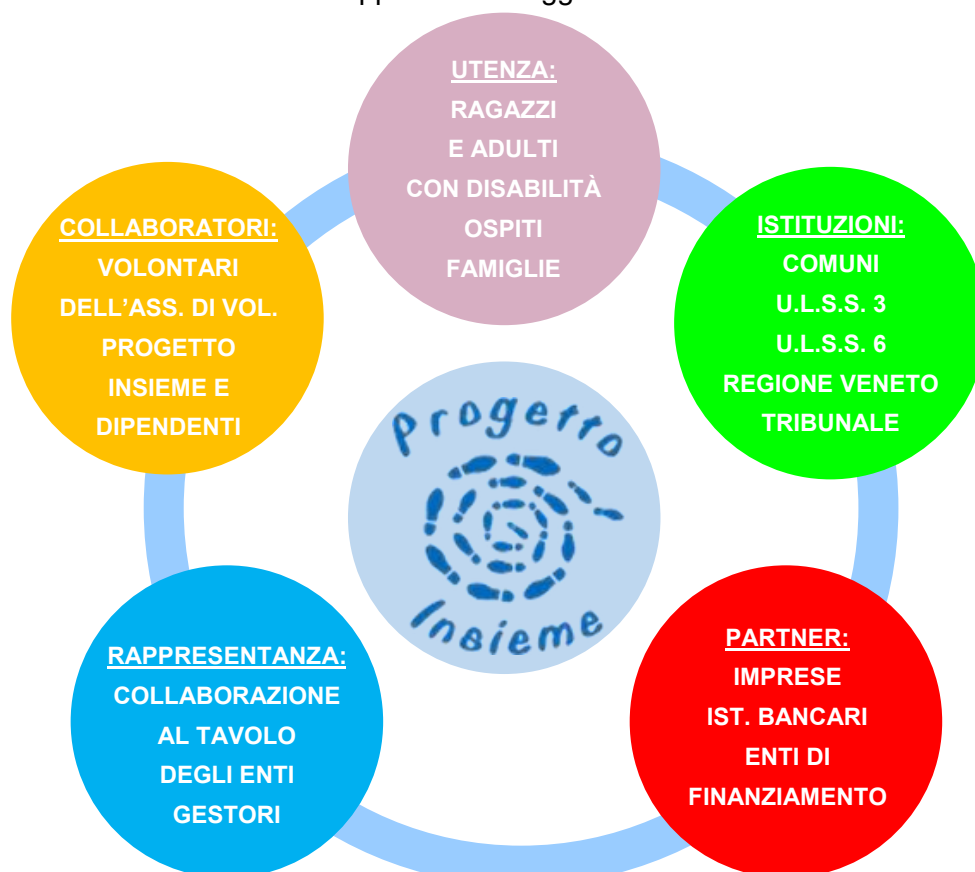 UTENZA:
RAGAZZI
E ADULTI
CON DISABILITÀ
OSPITI
FAMIGLIE
COLLABORATORI:
VOLONTARI
DELL’ASS. DI VOL.
PROGETTO
INSIEME E
DIPENDENTI
ISTITUZIONI:
COMUNI
U.L.S.S. 3
U.L.S.S. 6
REGIONE VENETO
TRIBUNALE
Progetto
Insieme
RAPPRESENTANZA:
COLLABORAZIONE
AL TAVOLO
DEGLI ENTI
GESTORI
PARTNER:
IMPRESE
IST. BANCARI
ENTI DI
FINANZIAMENTO